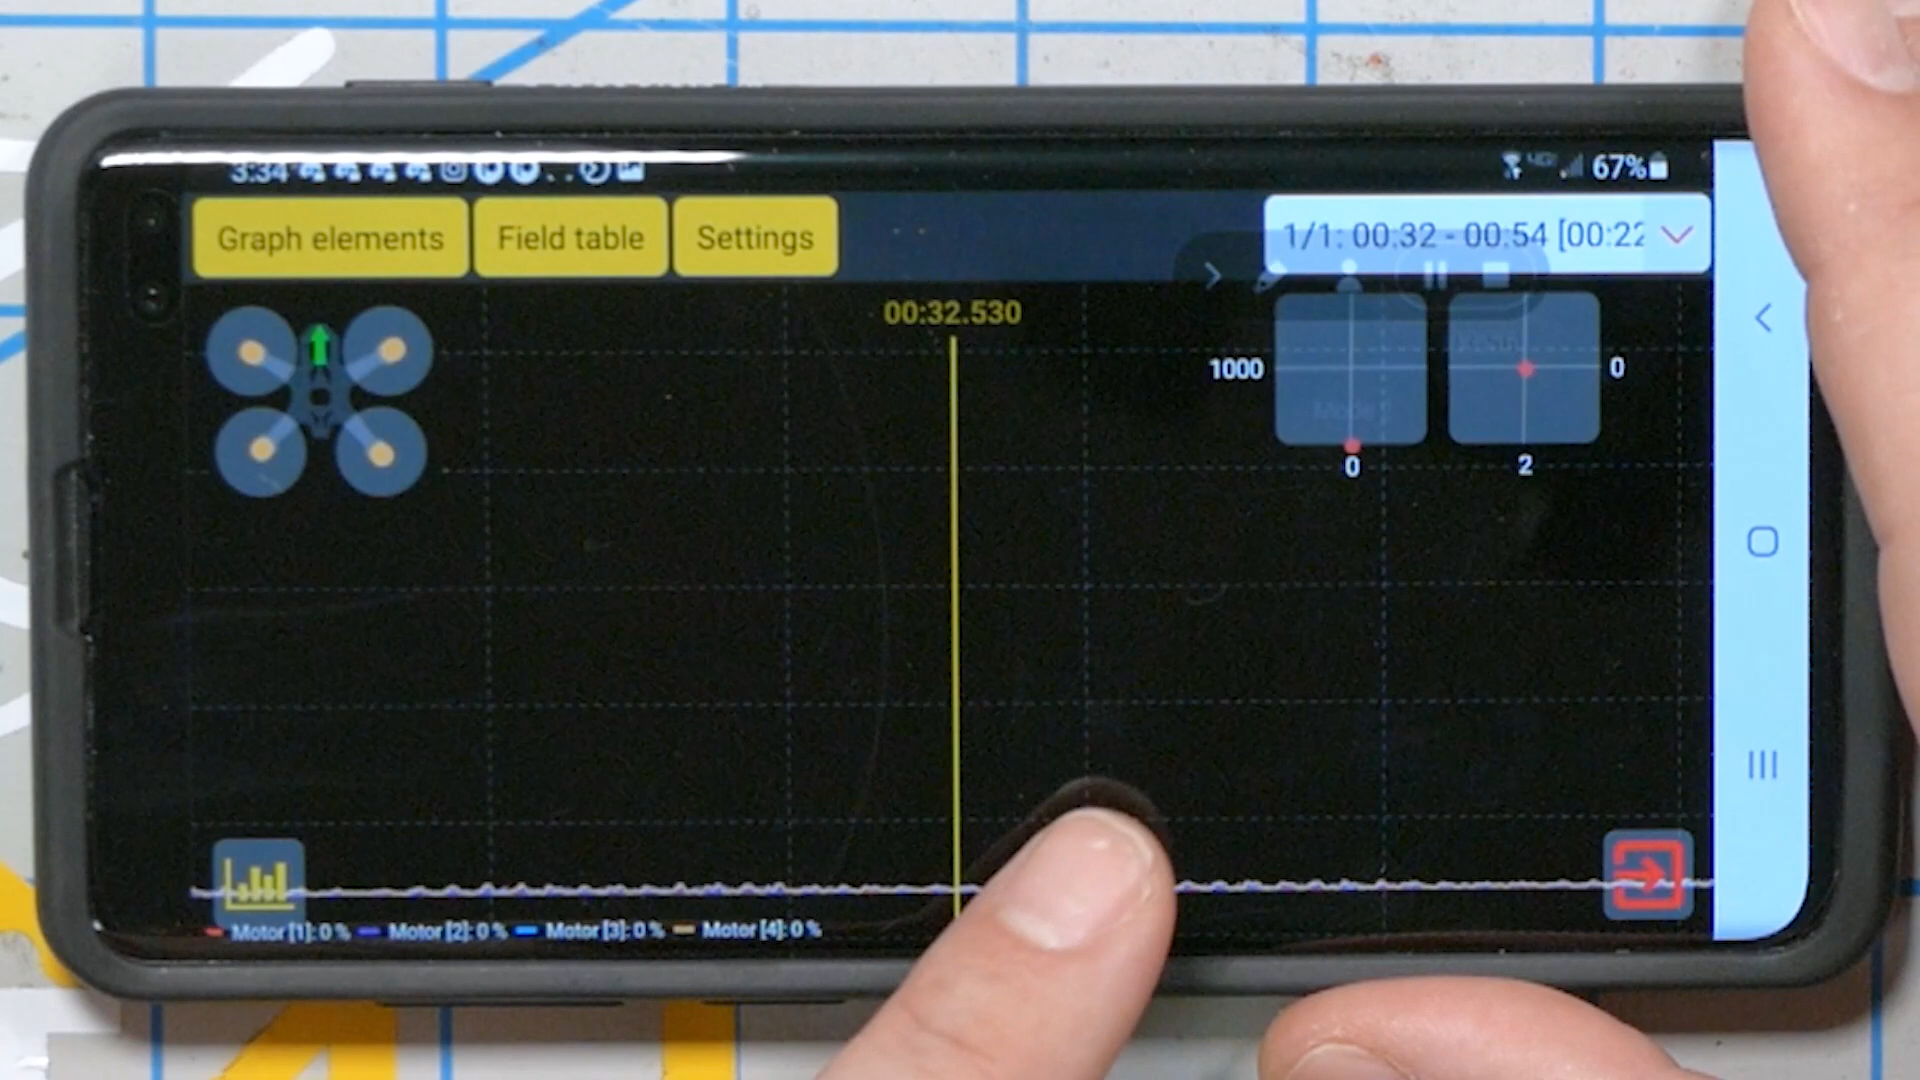 3:34
67%
Graph elements
Field table
Settings
1/1: 00:32 - 00:54 [00:22
00:32.530
1000
0
0
2
Motor [1]: 0 %
Motor [2]: 0 %
Motor [3]: 0 %
Motor [4]: 0 %